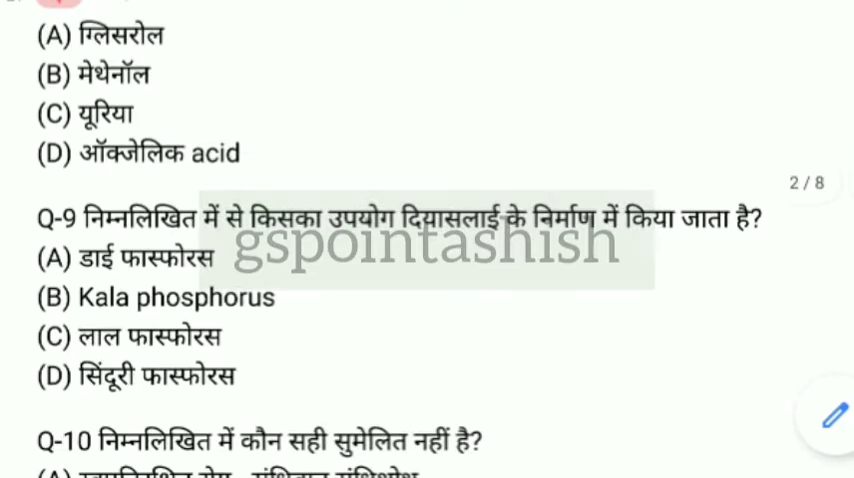 (A) ग्लिसरोल
(B) मेथेनॉल
(C) यूरिया
(D) ऑक्जेलिक acid
2 / 8
Q-9 निम्नलिखित में से किसका उपयोग दियासलाई के निर्माण में किया जाता है?
gspointashish
(A) डाई फास्फोरस
(B) Kala phosphorus
(C) लाल फास्फोरस
(D) सिंदूरी फास्फोरस
Q-10 निम्नलिखित में कौन सही सुमेलित नहीं है?